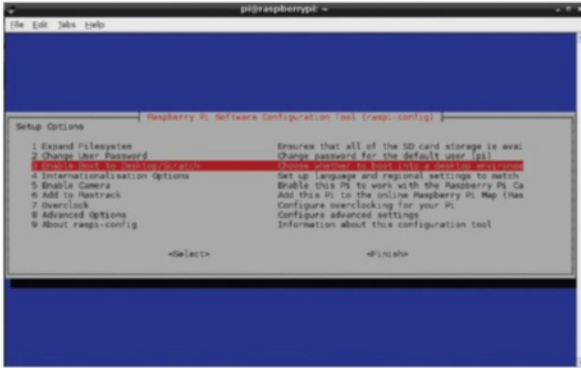 pi@raspberrypi: ~
File Edit Tabs Help
Raspberry Pi Software Configuration Tool (raspi-config)
Setup Options
1 Expand Filesystem Ensures that all of the SD card storage is avai
2 Change User Password Change password for the default user (pi)
3 Enable Boot to Desktop/Scratch Choose whether to boot into a desktop environme
4 Internationalisation Options Set up language and regional settings to match
5 Enable Camera Enable this Pi to work with the Raspberry Pi Ca
6 Add to Rastrack Add this Pi to the online Raspberry Pi Map (Ras
7 Overclock Configure overclocking for your Pi
8 Advanced Options Configure advanced settings
9 About raspi-config Information about this configuration tool
<Select> <Finish>